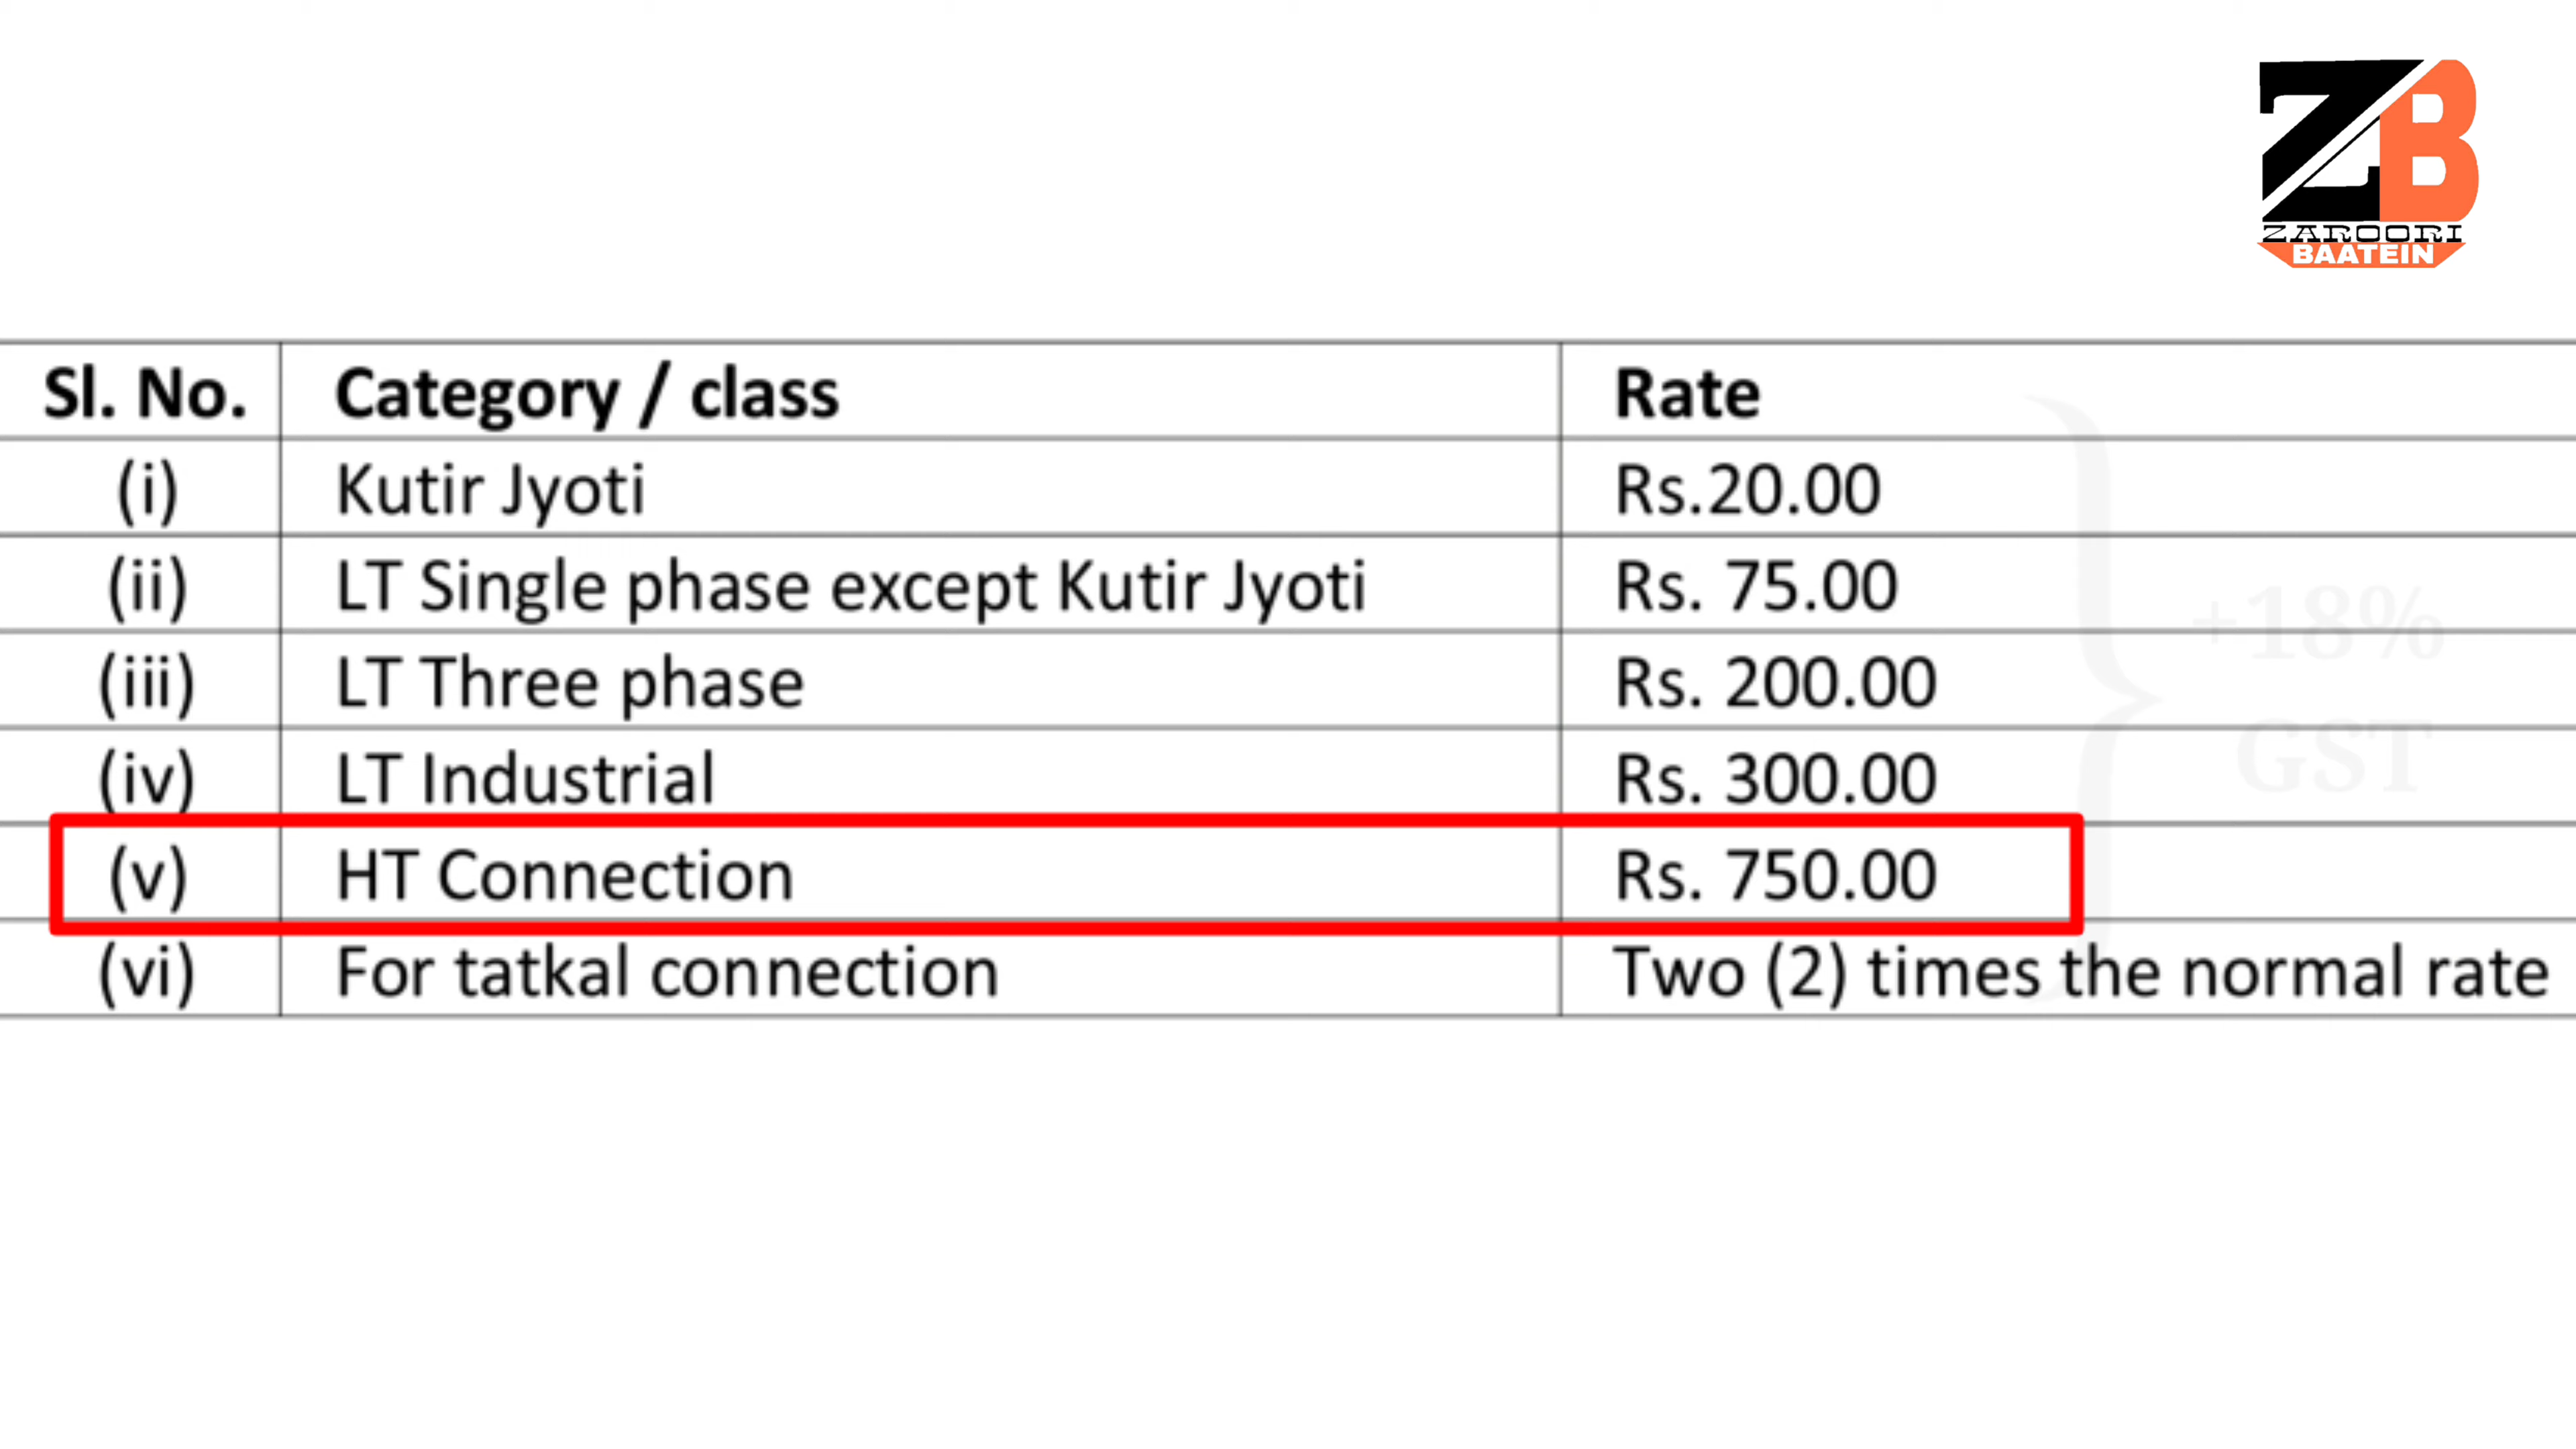 ZB
ZAROORI
BAATEIN
Sl. No. Category / class Rate
(i) Kutir Jyoti Rs.20.00
(ii) LT Single phase except Kutir Jyoti Rs. 75.00
(iii) LT Three phase Rs. 200.00
(iv) LT Industrial Rs. 300.00
(v) HT Connection Rs. 750.00
(vi) For tatkal connection Two (2) times the normal rate
+18%
GST